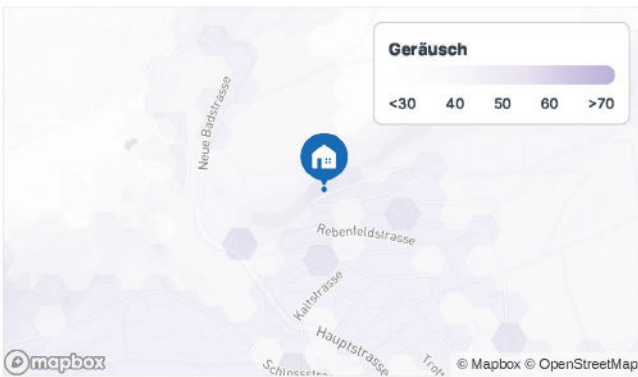 Geräusch
<30 40 50 60 >70
Neue Badstrasse
Rebenfeldstrasse
Kaltstrasse
Hauptstrasse
mapbox
© Mapbox © OpenStreetMap